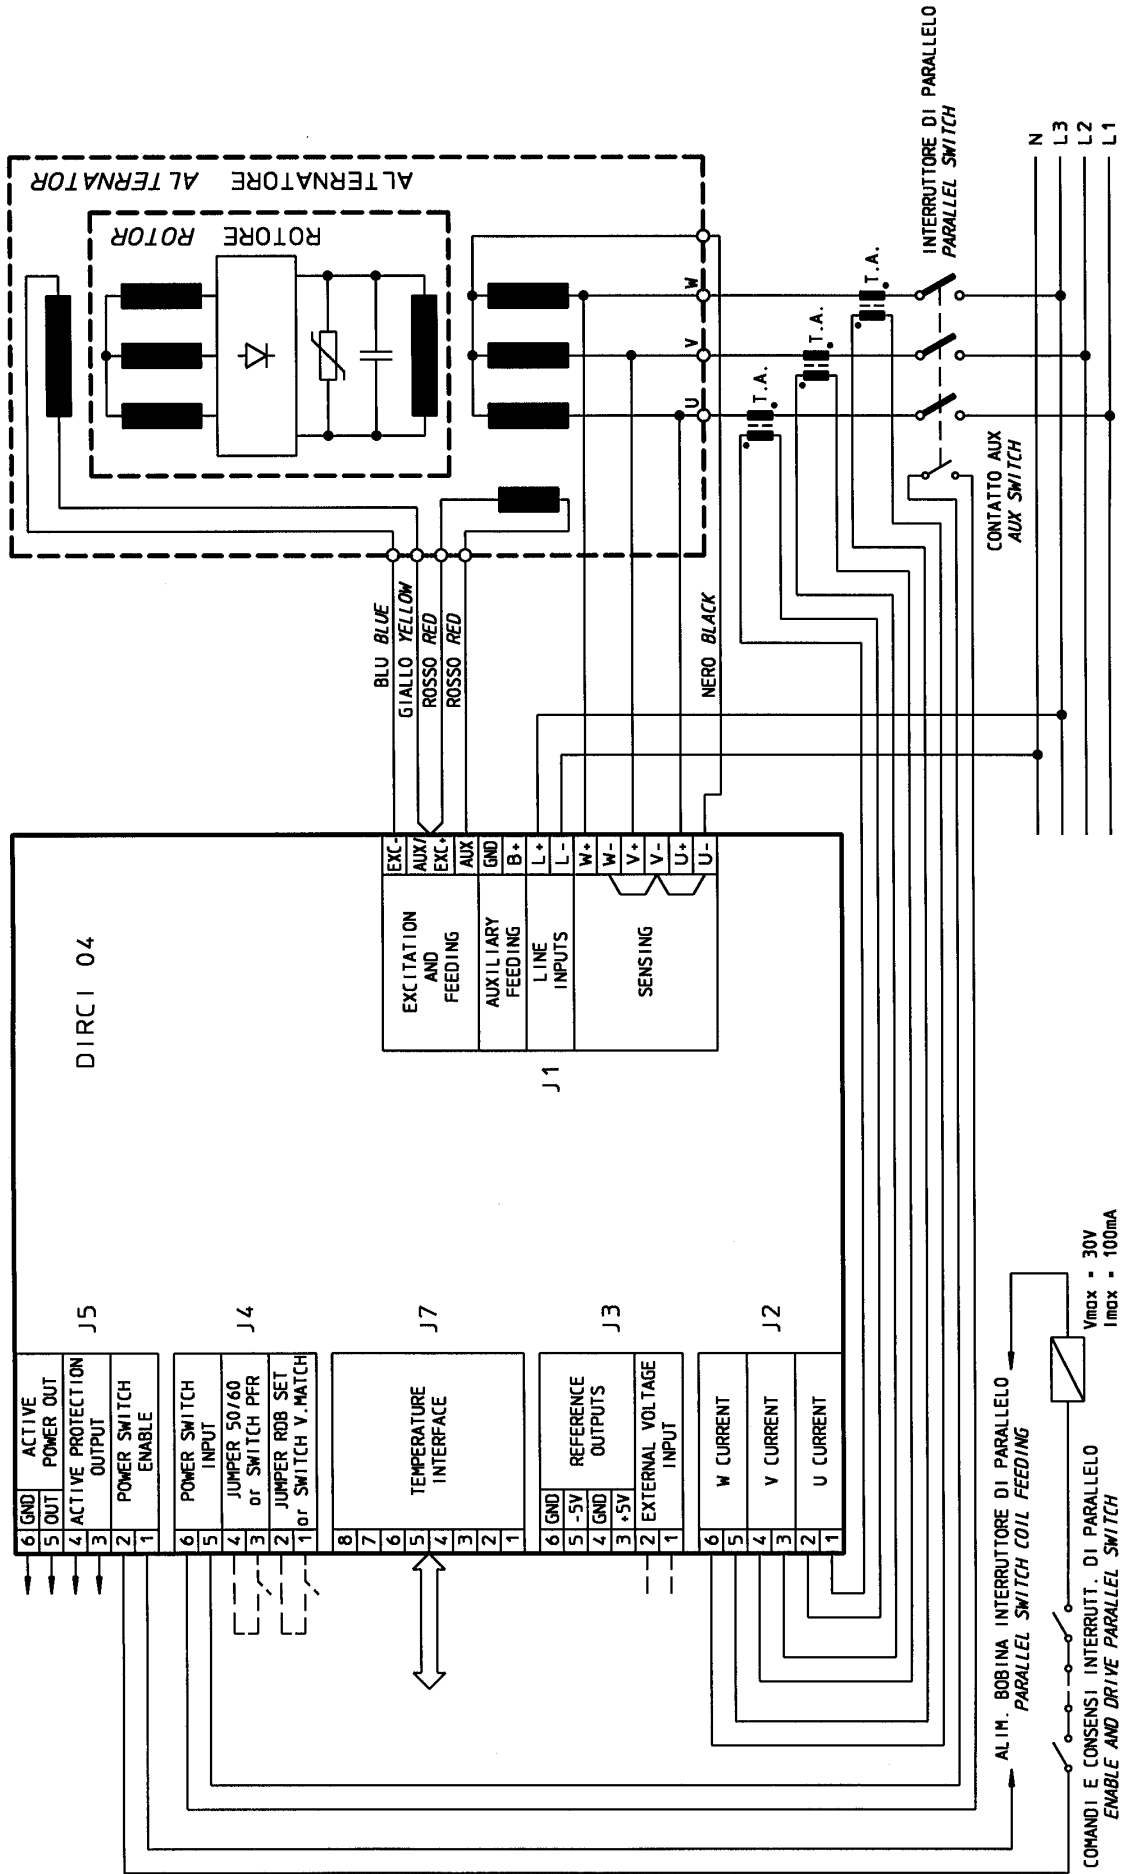 DIRCI 04
J5
6 GND
5 OUT
ACTIVE
POWER OUT
4
3
ACTIVE PROTECTION
OUTPUT
2
1
POWER SWITCH
ENABLE
J4
6
5
POWER SWITCH
INPUT
4
3
JUMPER 50/60
or SWITCH PFR
2
1
JUMPER RDB SET
or SWITCH V.MATCH
J7
8
7
6
5
4
3
2
1
TEMPERATURE
INTERFACE
J3
6 GND
5 -5V
4 GND
3 +5V
REFERENCE
OUTPUTS
2
1
EXTERNAL VOLTAGE
INPUT
J2
6
5
W CURRENT
4
3
V CURRENT
2
1
U CURRENT
J1
EXCITATION
AND
FEEDING
AUXILIARY
FEEDING
LINE
INPUTS
SENSING
EXC-
AUX/
EXC+
AUX
GND
B+
L+
L-
W+
W-
V+
V-
U+
U-
BLU BLUE
GIALLO YELLOW
ROSSO RED
ROSSO RED
NERO BLACK
ALTERNATORE ALTERNATOR
ROTORE ROTOR
W
V
U
T.A.
T.A.
T.A.
INTERRUTTORE DI PARALLELO
PARALLEL SWITCH
CONTATTO AUX
AUX SWITCH
N
L3
L2
L1
ALIM. BOBINA INTERRUTTORE DI PARALLELO
PARALLEL SWITCH COIL FEEDING
Vmax = 30V
Imax = 100mA
COMANDI E CONSENSI INTERRUTT. DI PARALLELO
ENABLE AND DRIVE PARALLEL SWITCH